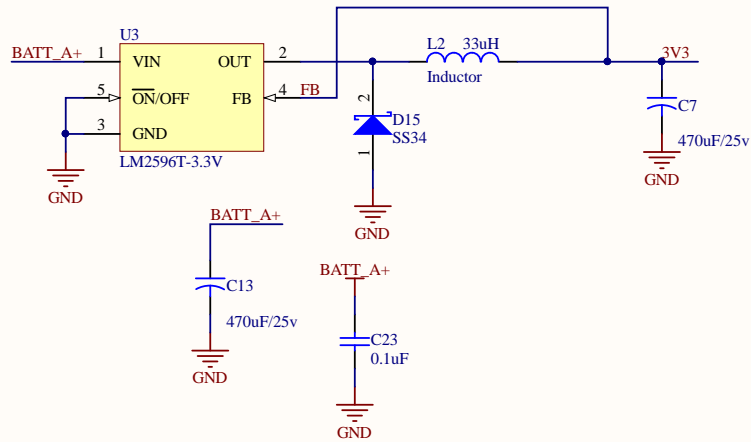 U3
BATT_A+
1
VIN
OUT
2
L2
33uH
Inductor
3V3
5
ON/OFF
FB
4
FB
3
GND
LM2596T-3.3V
GND
2
D15
SS34
1
GND
C7
470uF/25v
GND
BATT_A+
C13
470uF/25v
GND
BATT_A+
C23
0.1uF
GND